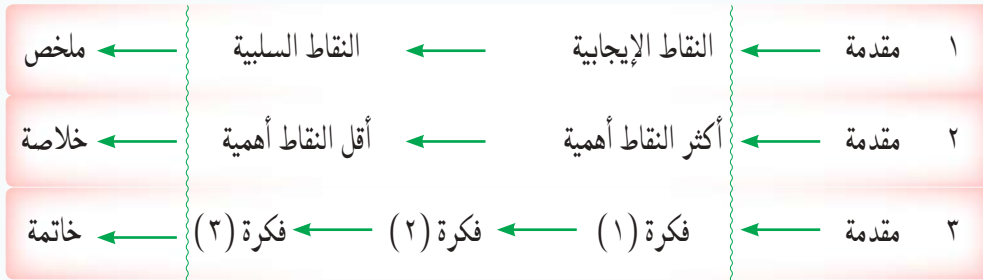 ١ مقدمة النقاط الإيجابية النقاط السلبية ملخص
٢ مقدمة أكثر النقاط أهمية أقل النقاط أهمية خلاصة
٣ مقدمة فكرة (١) فكرة (٢) فكرة (٣) خاتمة